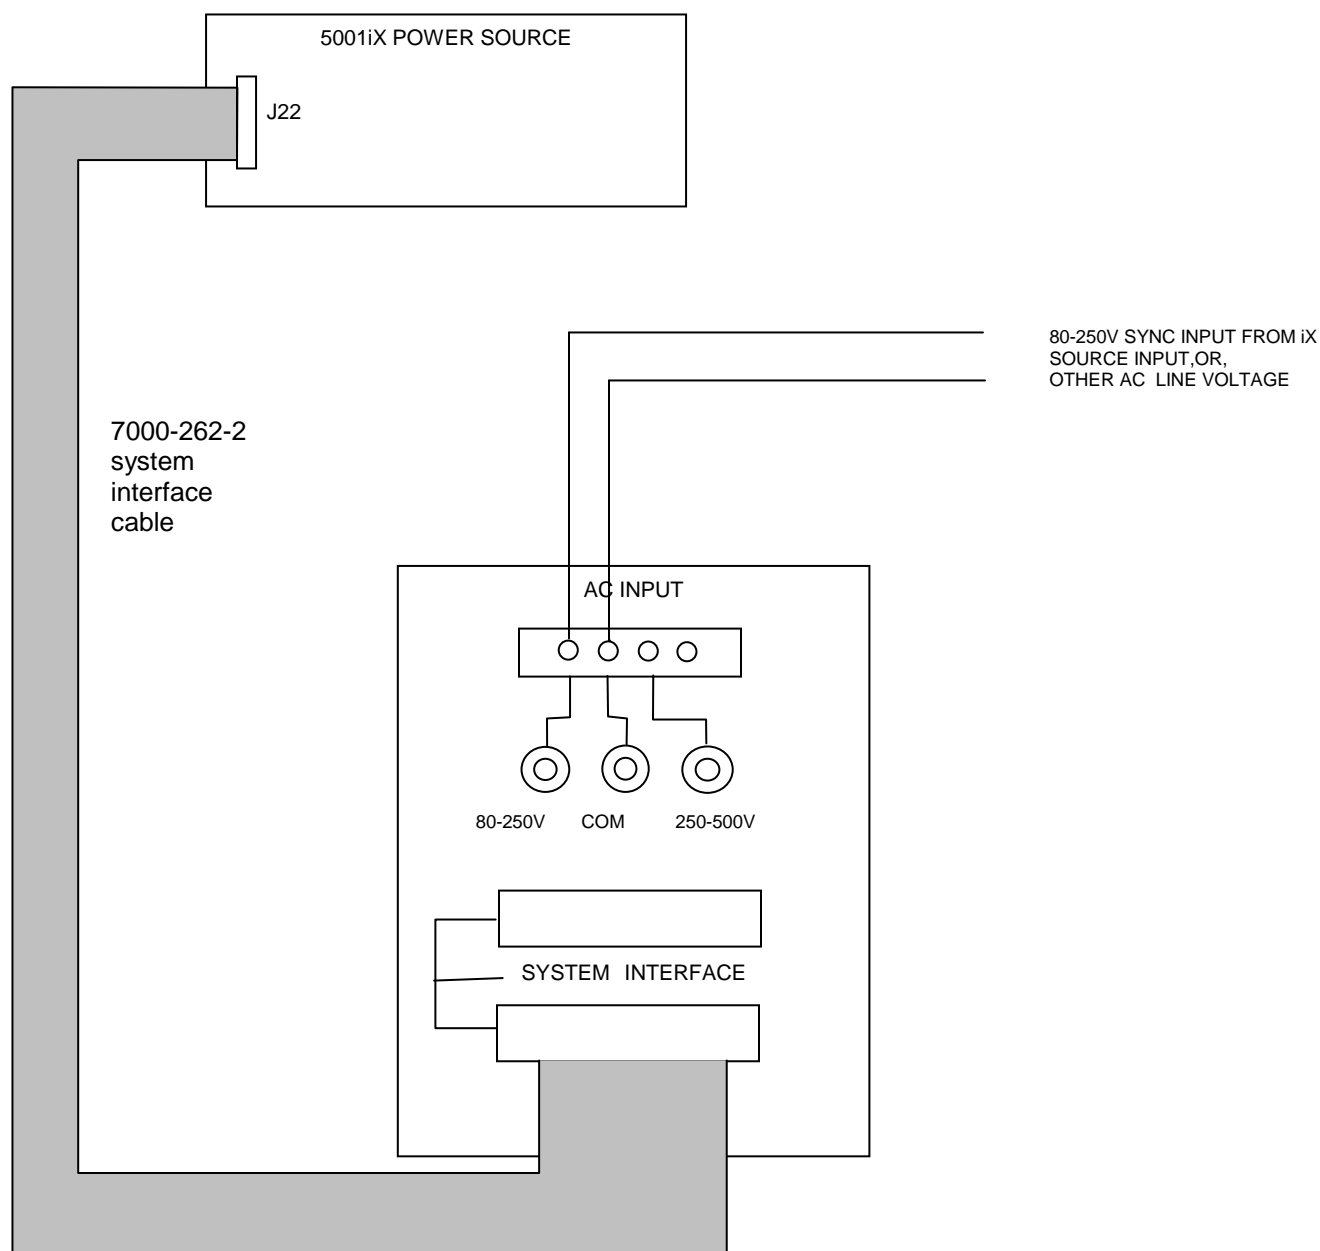 5001iX POWER SOURCE
J22
80-250V SYNC INPUT FROM iX
SOURCE INPUT,OR,
OTHER AC LINE VOLTAGE
7000-262-2
system
interface
cable
AC INPUT
80-250V COM 250-500V
SYSTEM INTERFACE